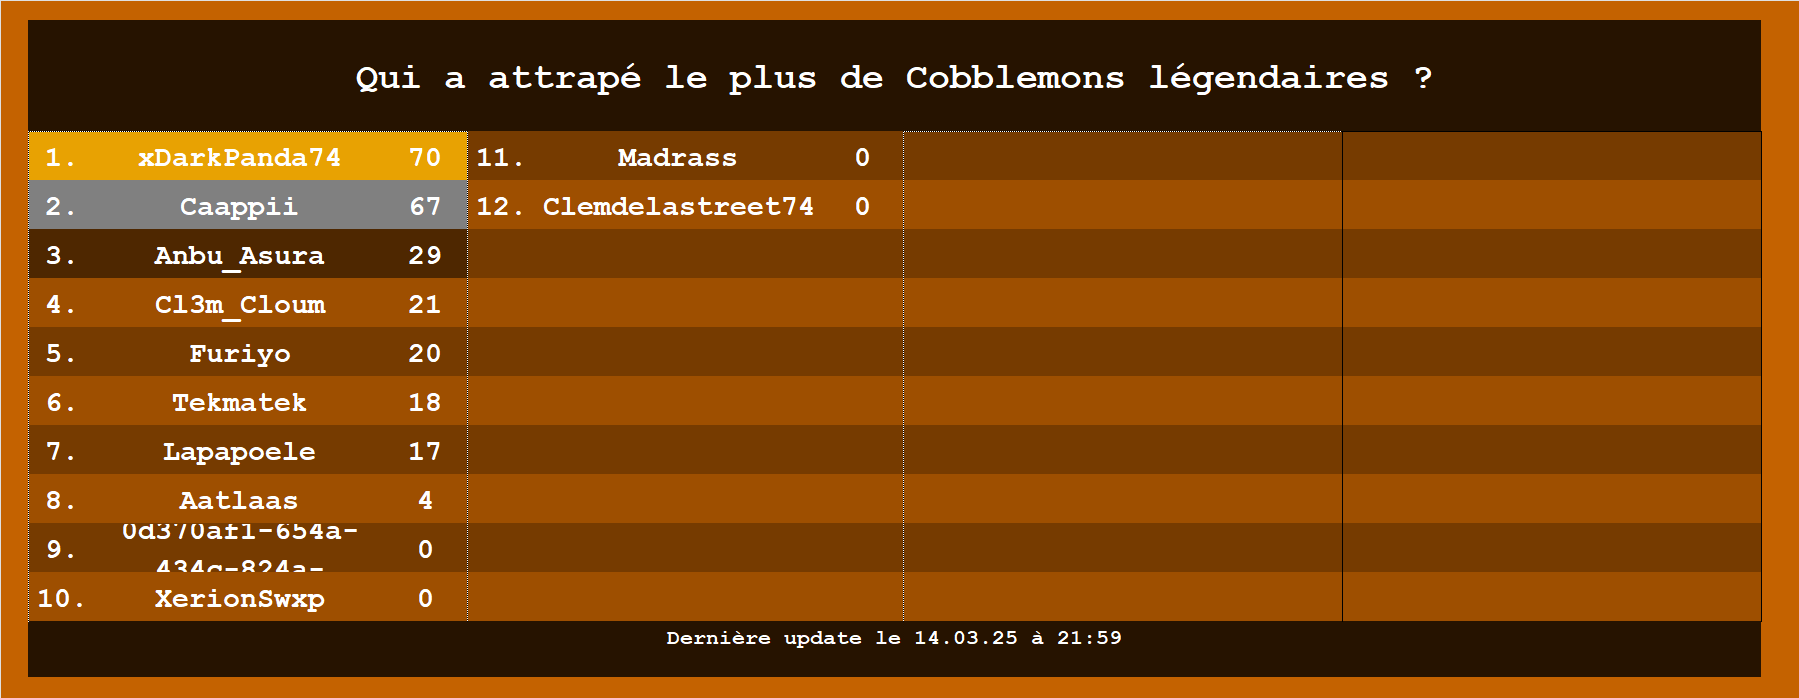 Qui a attrapé le plus de Cobblemons légendaires ?
1. xDarkPanda74 70
2. Caappii 67
3. Anbu_Asura 29
4. Cl3m_Cloum 21
5. Furiyo 20
6. Tekmatek 18
7. Lapapoele 17
8. Aatlaas 4
9. 0d370af1-654a-
434c-824a- 0
10. XerionSwxp 0
11. Madrass 0
12. Clemdelastreet74 0
Dernière update le 14.03.25 à 21:59